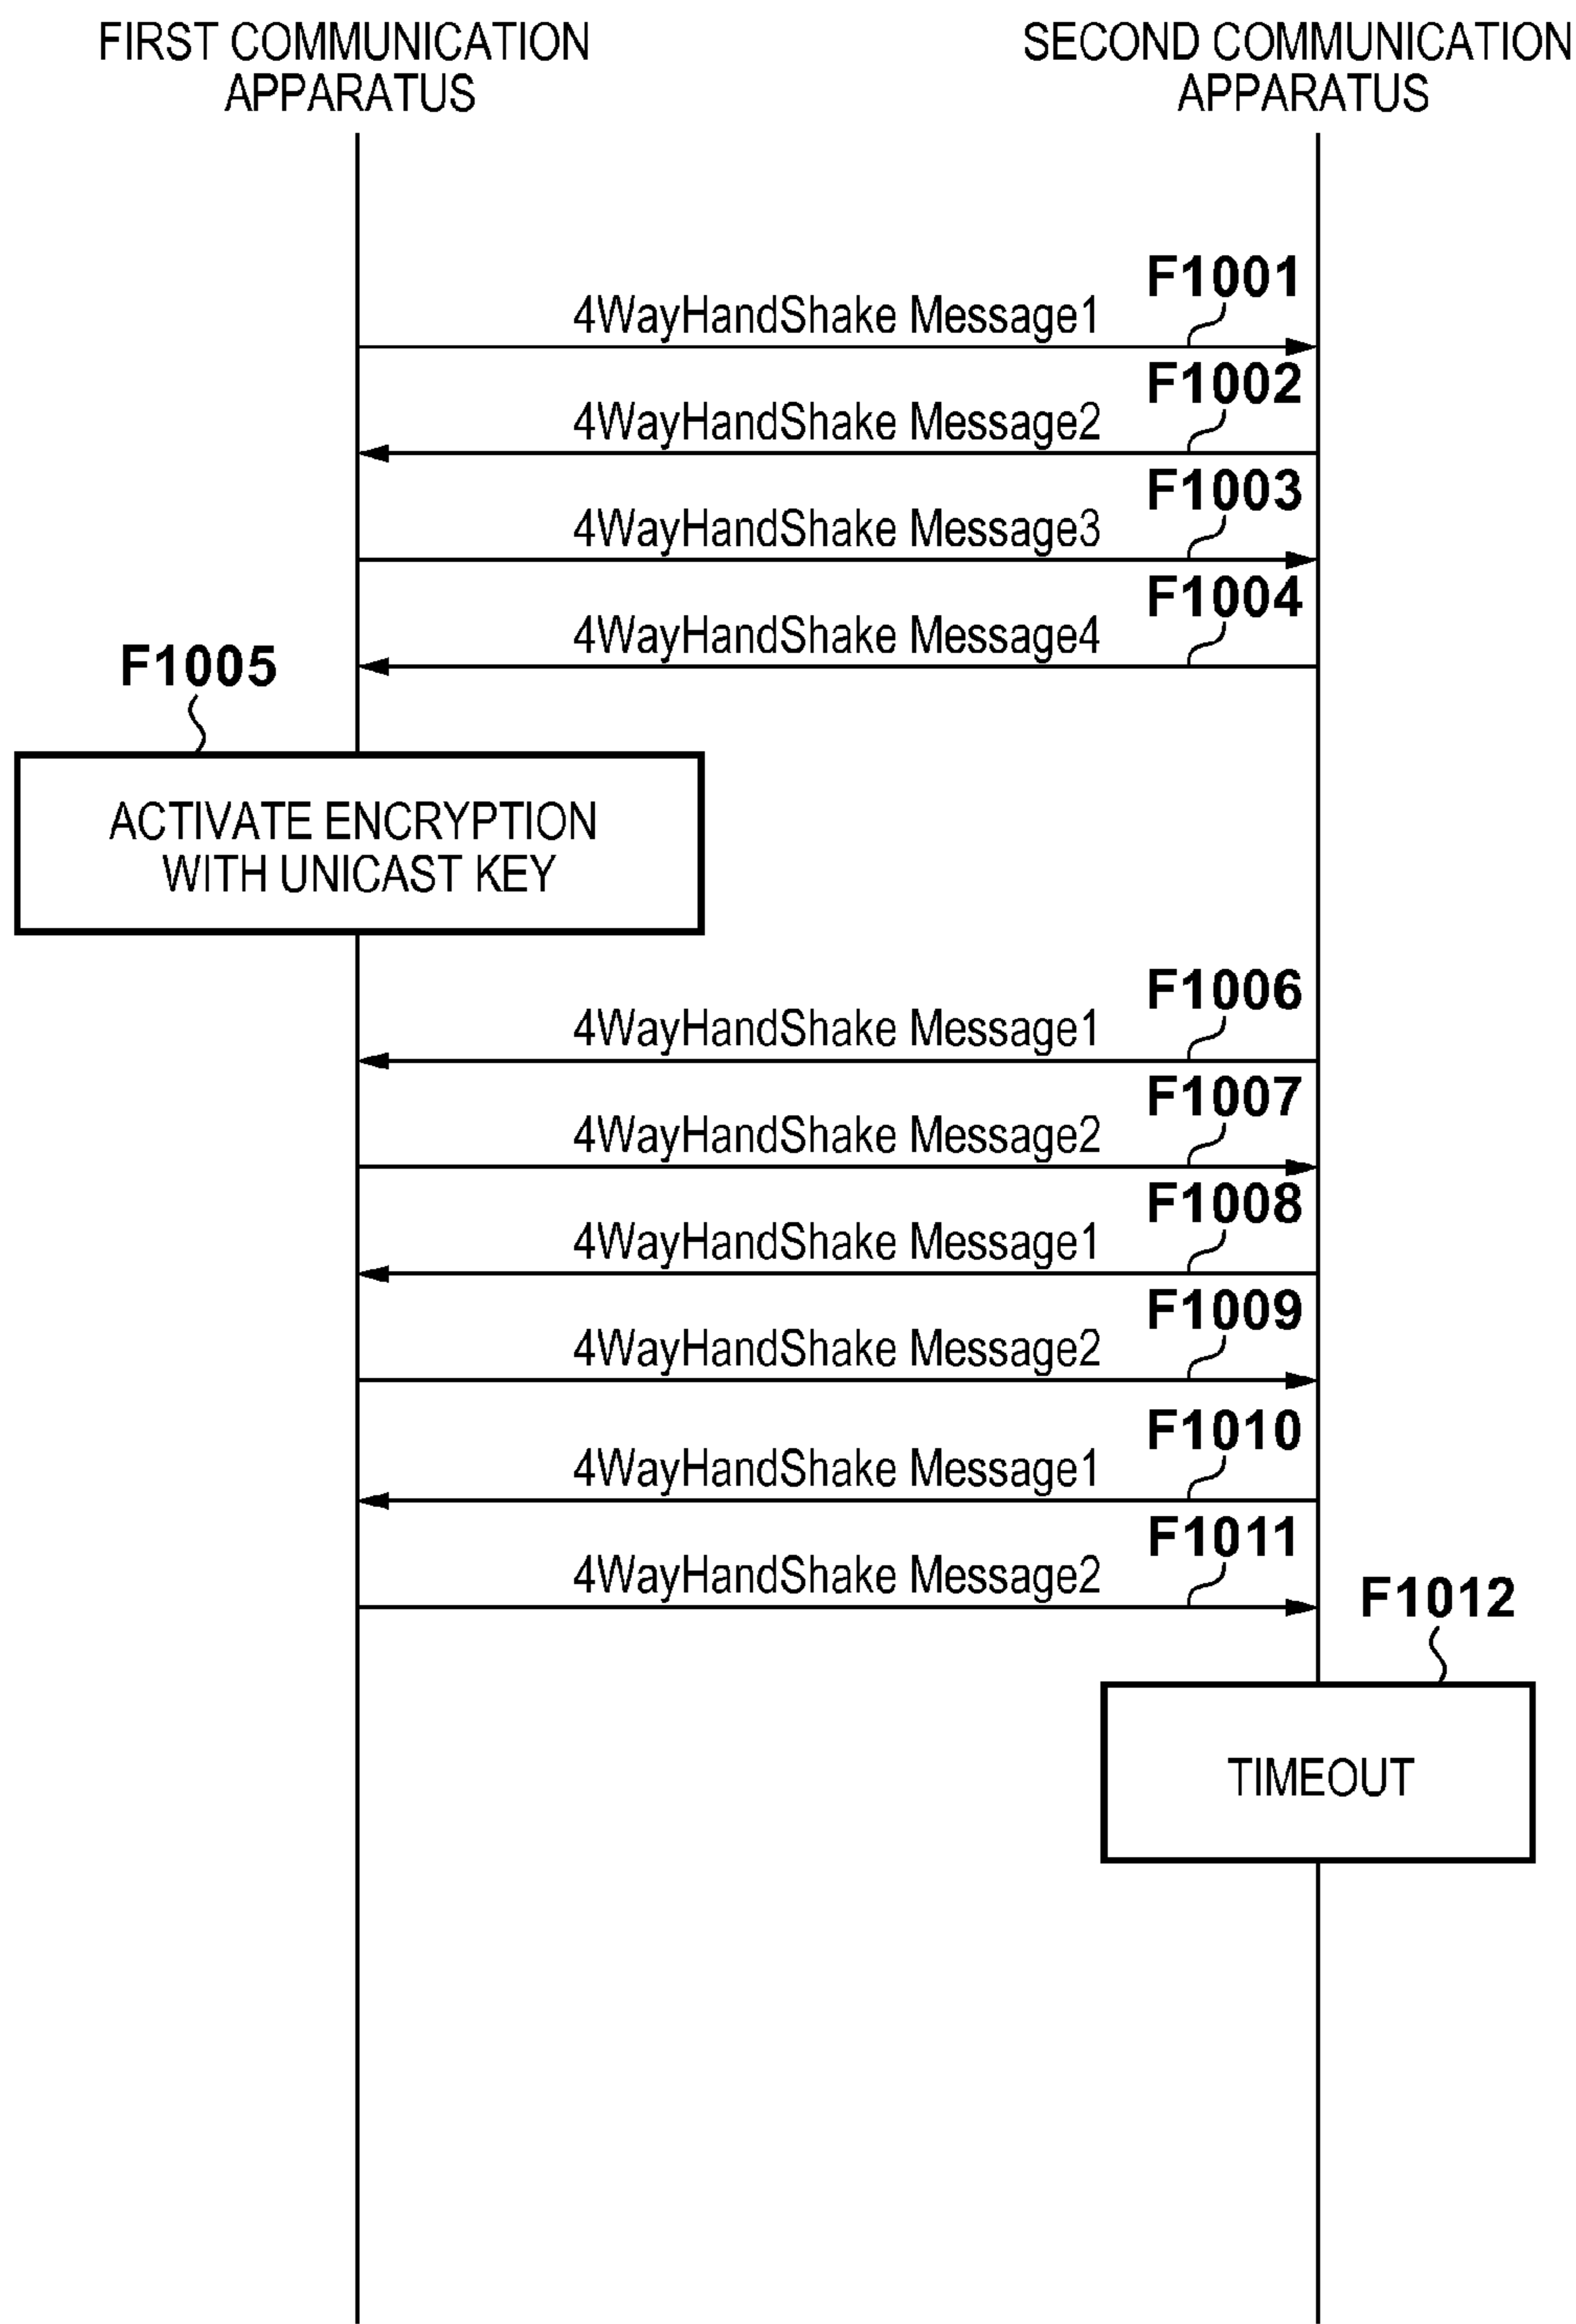 FIRST COMMUNICATION
APPARATUS
SECOND COMMUNICATION
APPARATUS
F1001
4WayHandShake Message1
F1002
4WayHandShake Message2
F1003
4WayHandShake Message3
F1004
4WayHandShake Message4
F1005
ACTIVATE ENCRYPTION
WITH UNICAST KEY
F1006
4WayHandShake Message1
F1007
4WayHandShake Message2
F1008
4WayHandShake Message1
F1009
4WayHandShake Message2
F1010
4WayHandShake Message1
F1011
4WayHandShake Message2
F1012
TIMEOUT